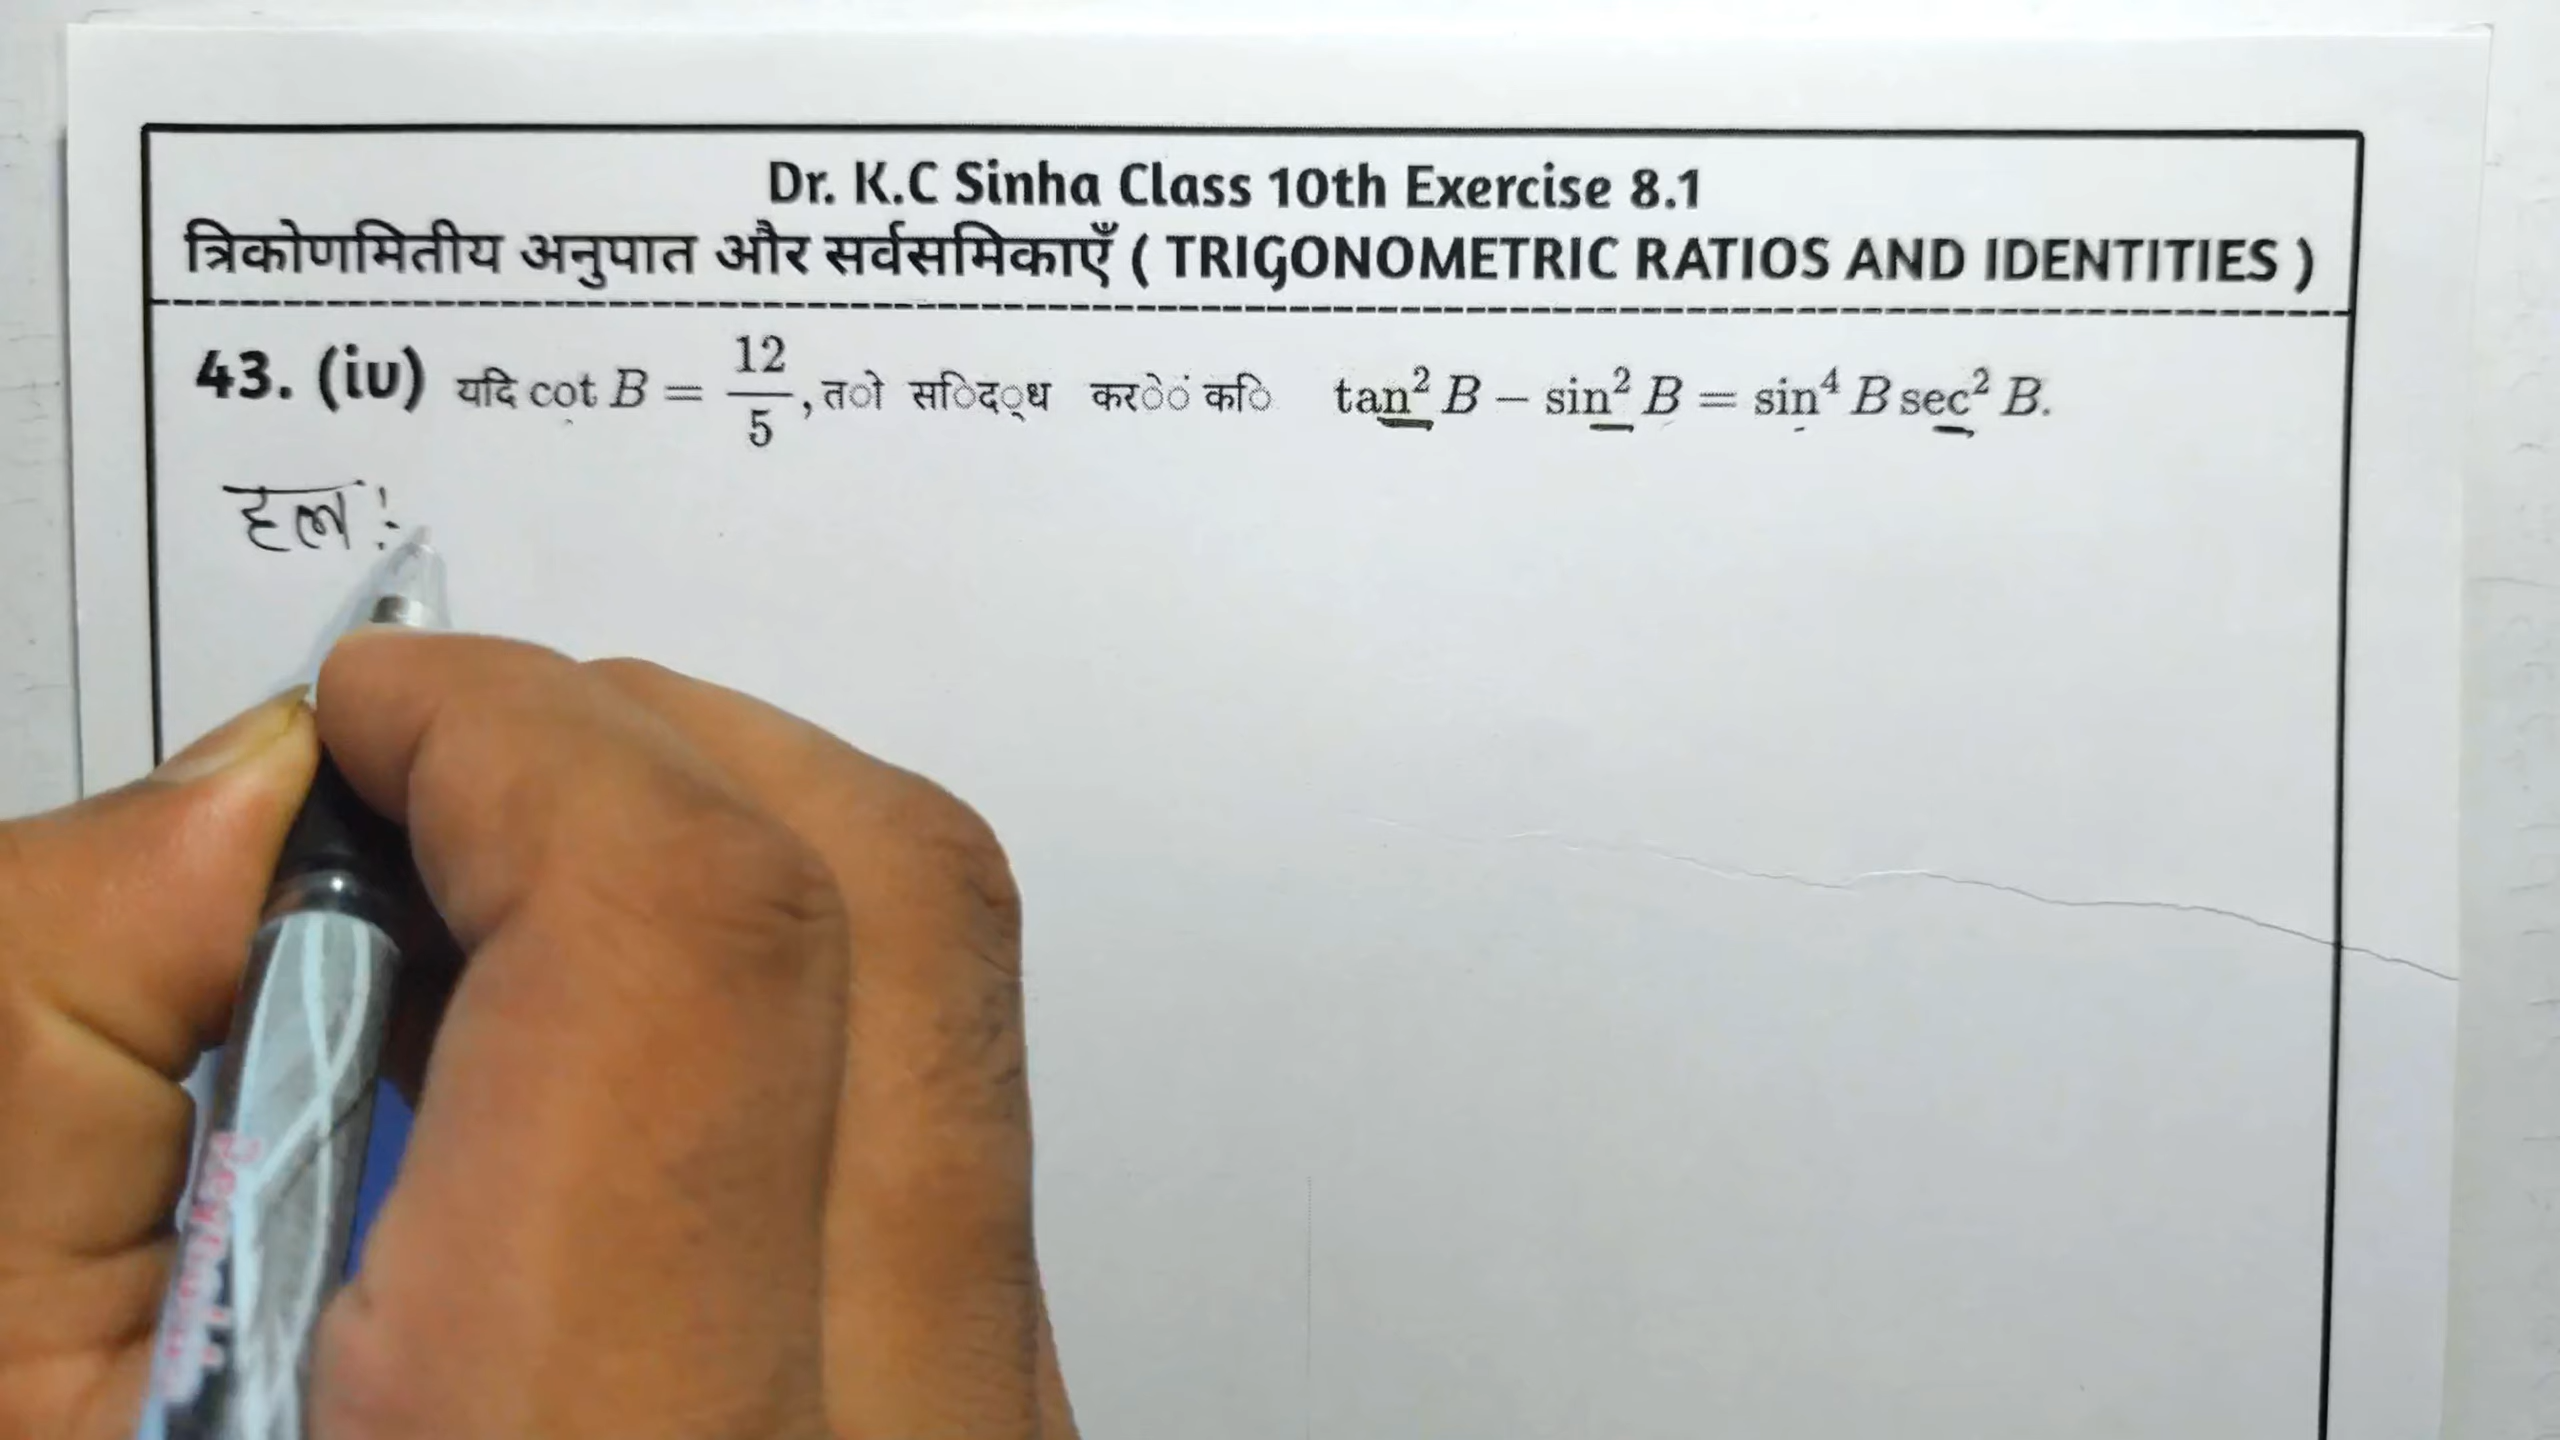 Dr. K.C Sinha Class 10th Exercise 8.1
त्रिकोणमितीय अनुपात और सर्वसमिकाएँ ( TRIGONOMETRIC RATIOS AND IDENTITIES )
43. (iv) यदि cot B = 12/5, तो सिद्ध करें कि tan² B – sin² B = sin⁴ B sec² B.
हल :-